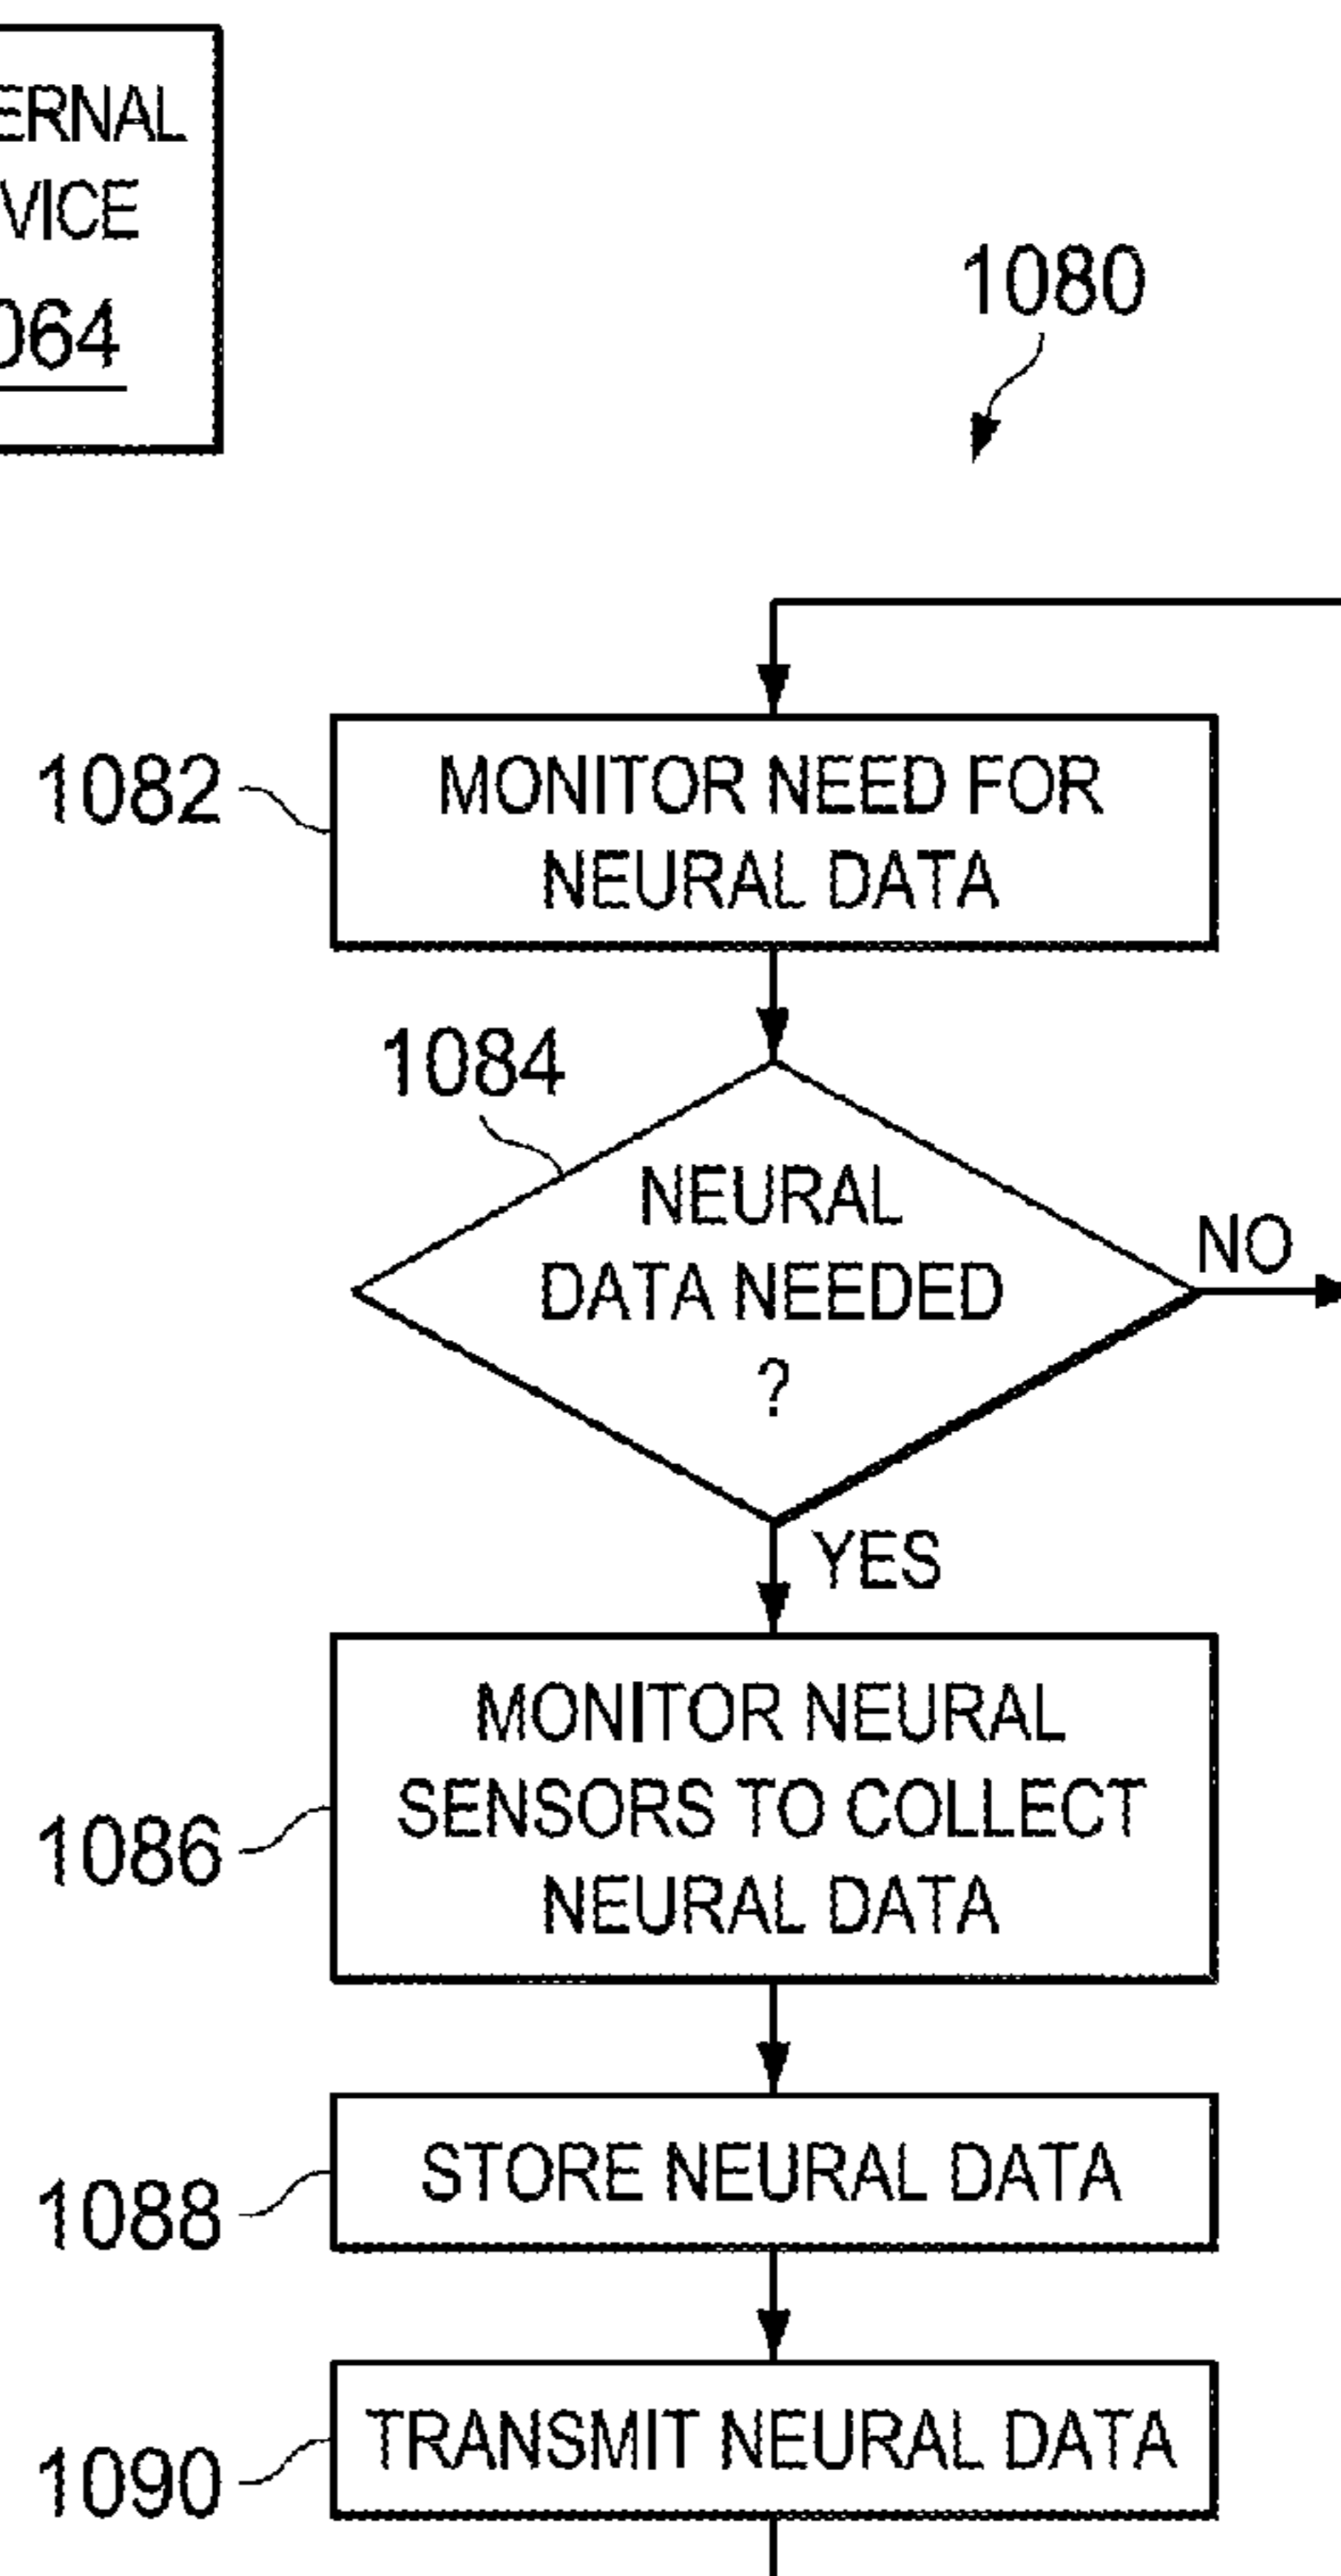 ERNAL
VICE
064
1080
1082
MONITOR NEED FOR
NEURAL DATA
1084
NEURAL
DATA NEEDED
?
NO
YES
MONITOR NEURAL
SENSORS TO COLLECT
NEURAL DATA
1086
STORE NEURAL DATA
1088
TRANSMIT NEURAL DATA
1090